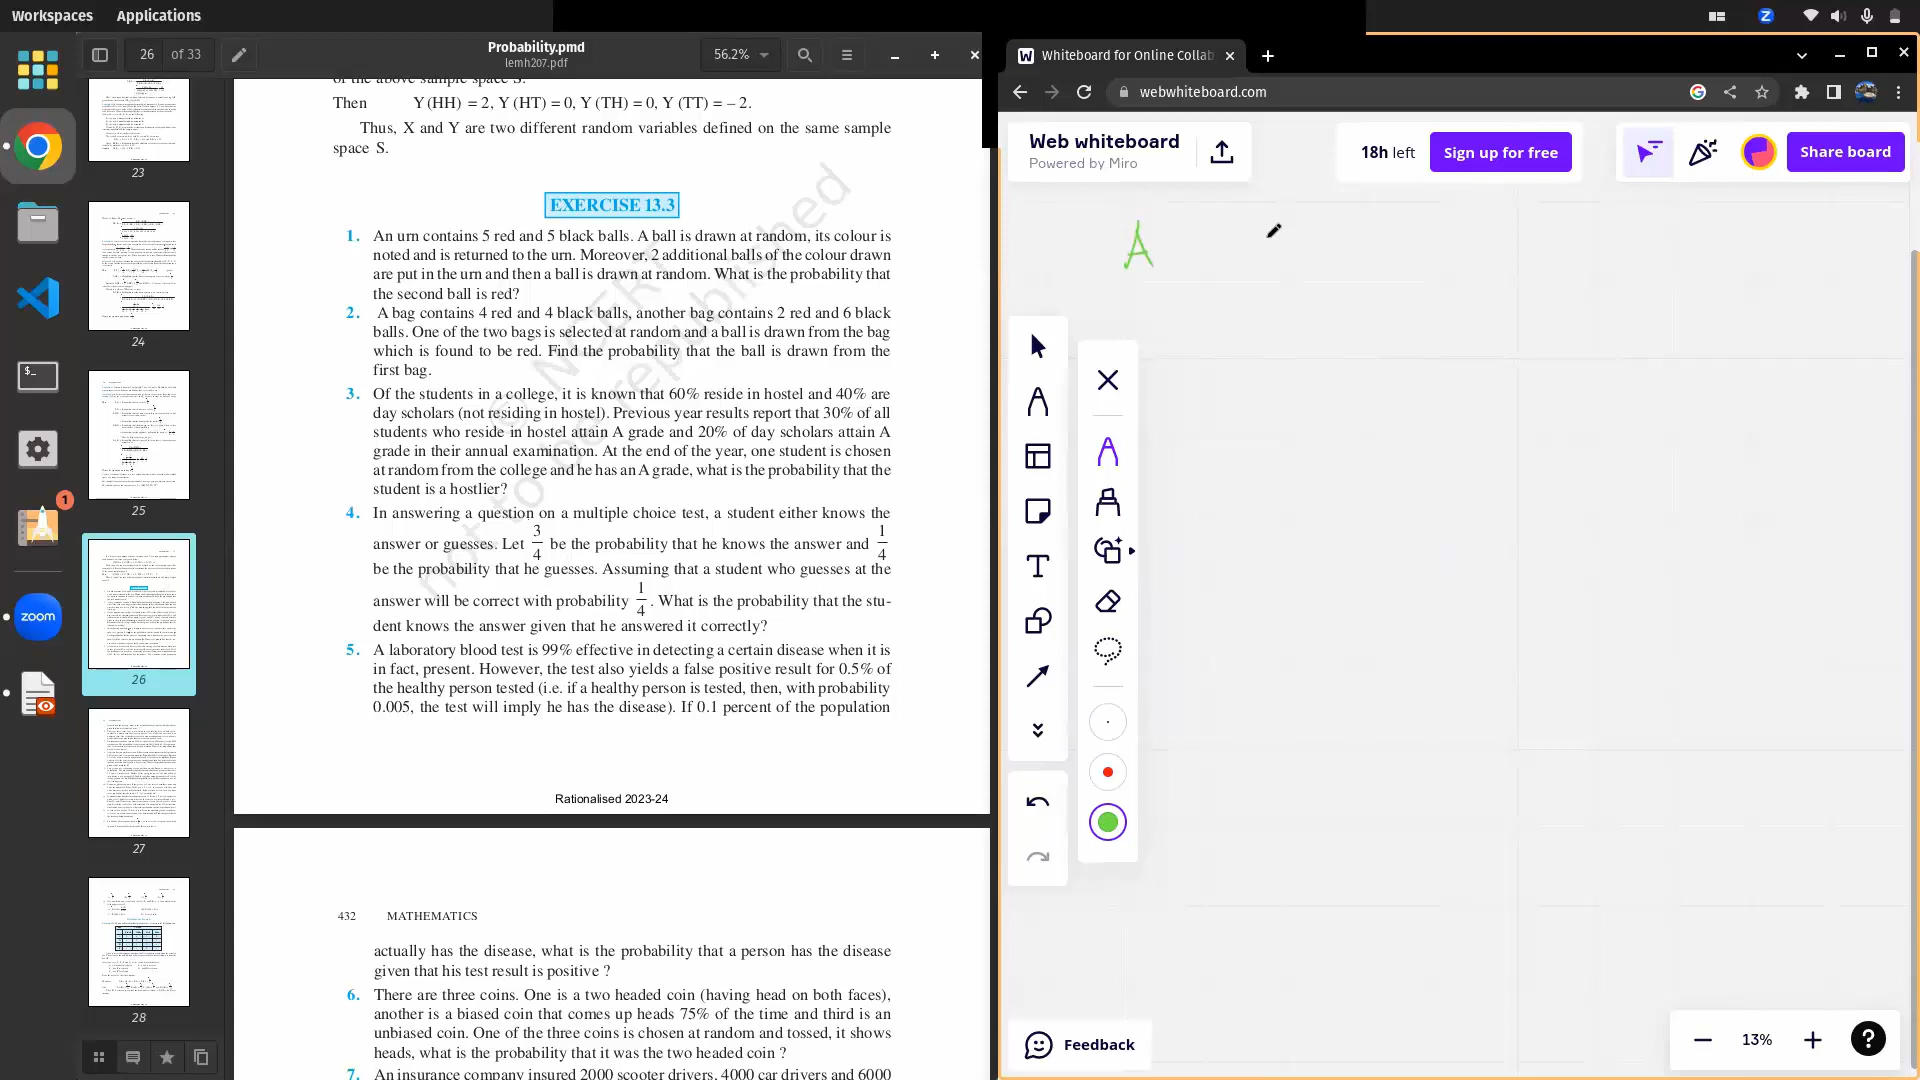 Workspaces Applications
26 of 33
Probability.pmd
lemh207.pdf
56.2%
23
24
25
26
27
28
of the above sample space S.
Then Y (HH) = 2, Y (HT) = 0, Y (TH) = 0, Y (TT) = – 2.
Thus, X and Y are two different random variables defined on the same sample
space S.
EXERCISE 13.3
1. An urn contains 5 red and 5 black balls. A ball is drawn at random, its colour is
noted and is returned to the urn. Moreover, 2 additional balls of the colour drawn
are put in the urn and then a ball is drawn at random. What is the probability that
the second ball is red?
2. A bag contains 4 red and 4 black balls, another bag contains 2 red and 6 black
balls. One of the two bags is selected at random and a ball is drawn from the bag
which is found to be red. Find the probability that the ball is drawn from the
first bag.
3. Of the students in a college, it is known that 60% reside in hostel and 40% are
day scholars (not residing in hostel). Previous year results report that 30% of all
students who reside in hostel attain A grade and 20% of day scholars attain A
grade in their annual examination. At the end of the year, one student is chosen
at random from the college and he has an A grade, what is the probability that the
student is a hostlier?
4. In answering a question on a multiple choice test, a student either knows the
answer or guesses. Let 3/4 be the probability that he knows the answer and 1/4
be the probability that he guesses. Assuming that a student who guesses at the
answer will be correct with probability 1/4. What is the probability that the stu-
dent knows the answer given that he answered it correctly?
5. A laboratory blood test is 99% effective in detecting a certain disease when it is
in fact, present. However, the test also yields a false positive result for 0.5% of
the healthy person tested (i.e. if a healthy person is tested, then, with probability
0.005, the test will imply he has the disease). If 0.1 percent of the population
© NCERT
not to be republished
Rationalised 2023-24
432 MATHEMATICS
actually has the disease, what is the probability that a person has the disease
given that his test result is positive ?
6. There are three coins. One is a two headed coin (having head on both faces),
another is a biased coin that comes up heads 75% of the time and third is an
unbiased coin. One of the three coins is chosen at random and tossed, it shows
heads, what is the probability that it was the two headed coin ?
7. An insurance company insured 2000 scooter drivers, 4000 car drivers and 6000
zoom
1
Whiteboard for Online Collab
webwhiteboard.com
Web whiteboard
Powered by Miro
18h left
Sign up for free
Share board
A
Feedback
13%